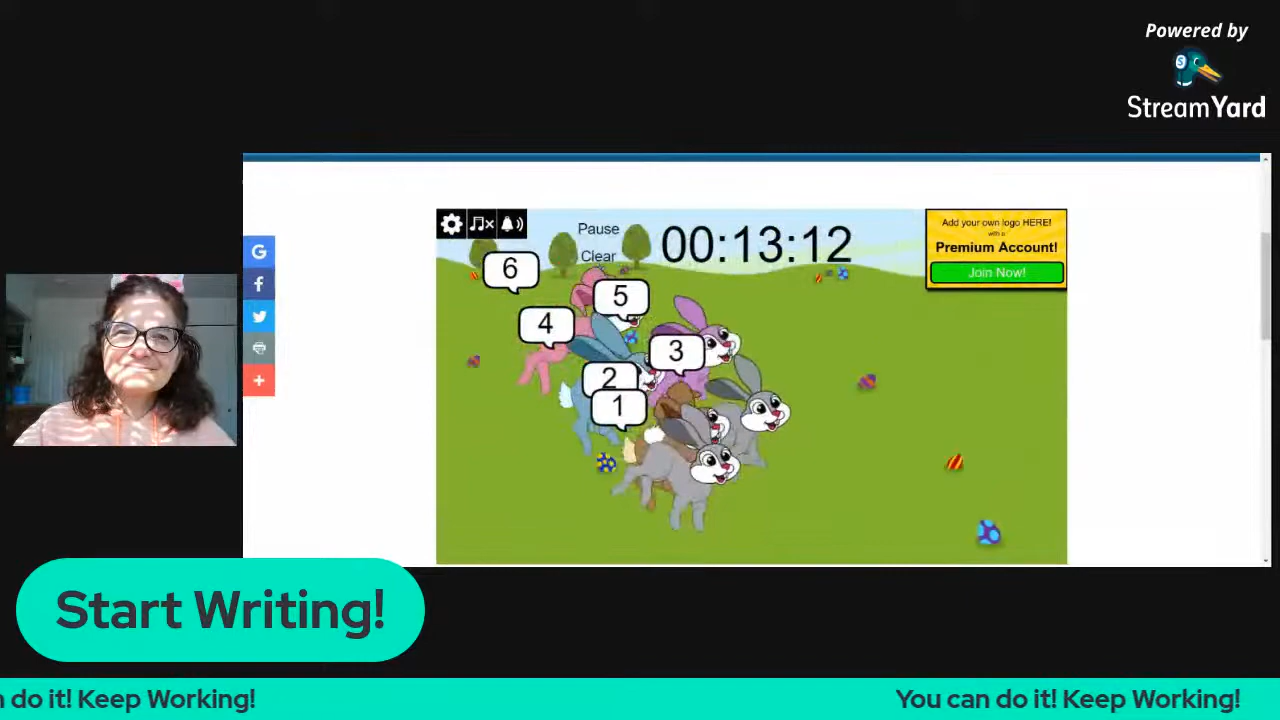 Powered by
StreamYard
Pause
00:13:12
Clear
Add your own logo HERE!
with a
Premium Account!
Join Now!
6
5
4
3
2
1
Start Writing!
do it! Keep Working!
You can do it! Keep Working!